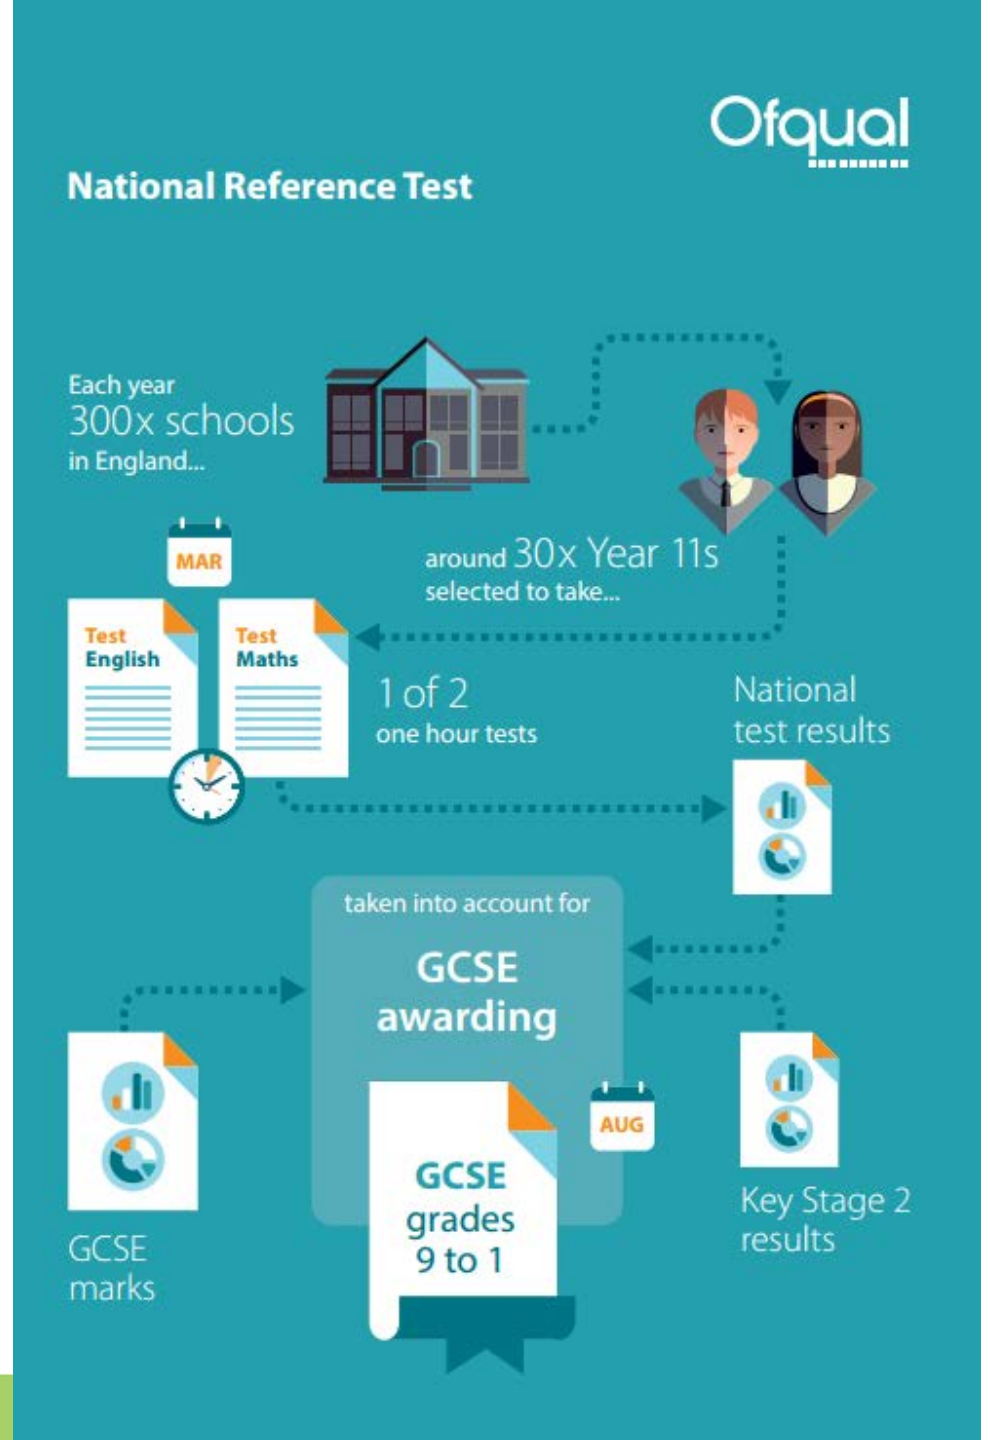 Ofqual
National Reference Test
Each year
300x schools
in England...
around 30x Year 11s
selected to take...
MAR
Test
English
Test
Maths
1 of 2
one hour tests
National
test results
taken into account for
GCSE
awarding
AUG
GCSE
grades
9 to 1
GCSE
marks
Key Stage 2
results